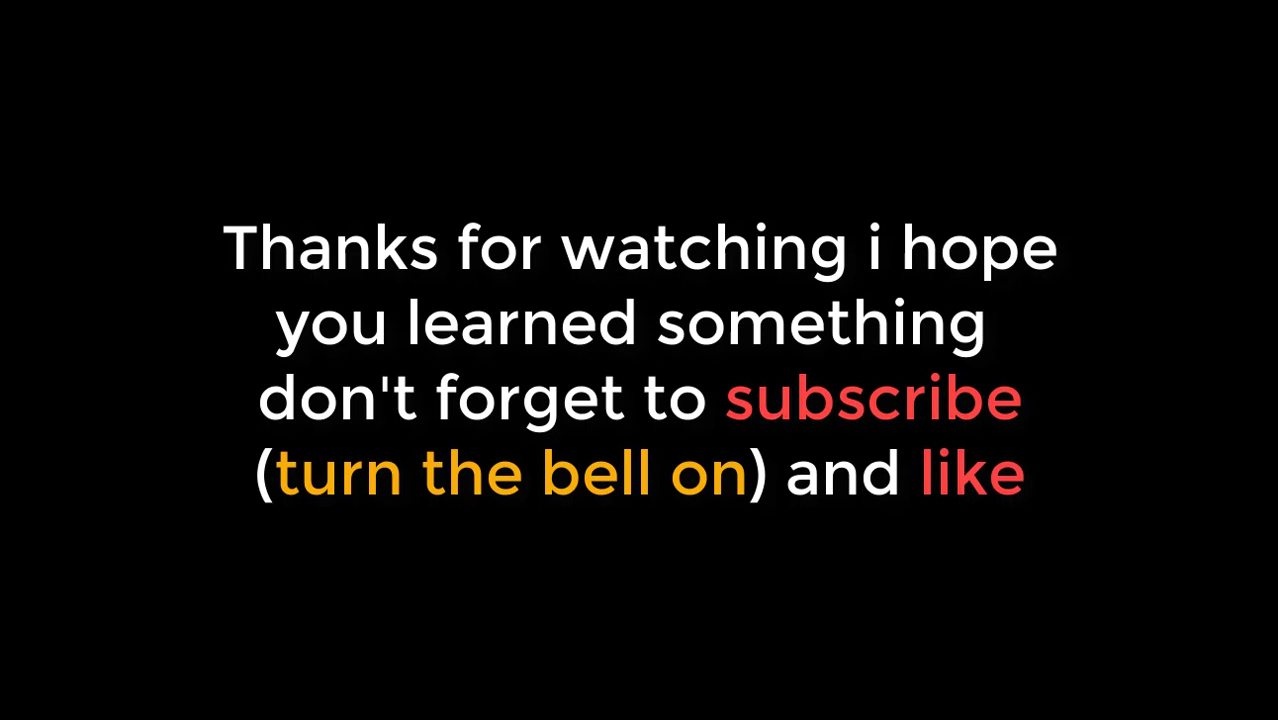 Thanks for watching i hope
you learned something
don't forget to subscribe
(turn the bell on) and like